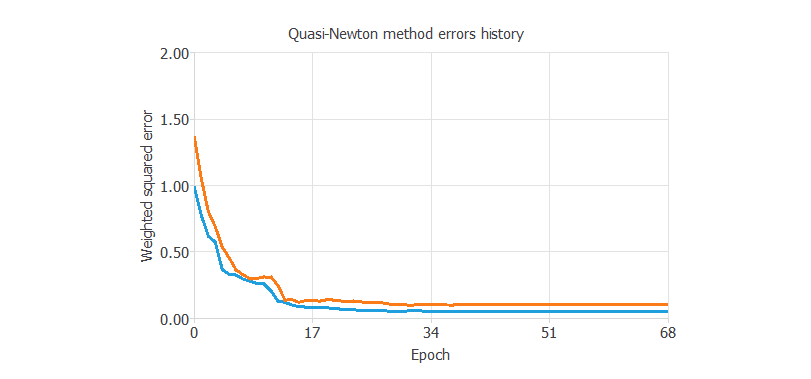 Quasi-Newton method errors history
Weighted squared error
2.00
1.50
1.00
0.50
0.00
0 17 34 51 68
Epoch